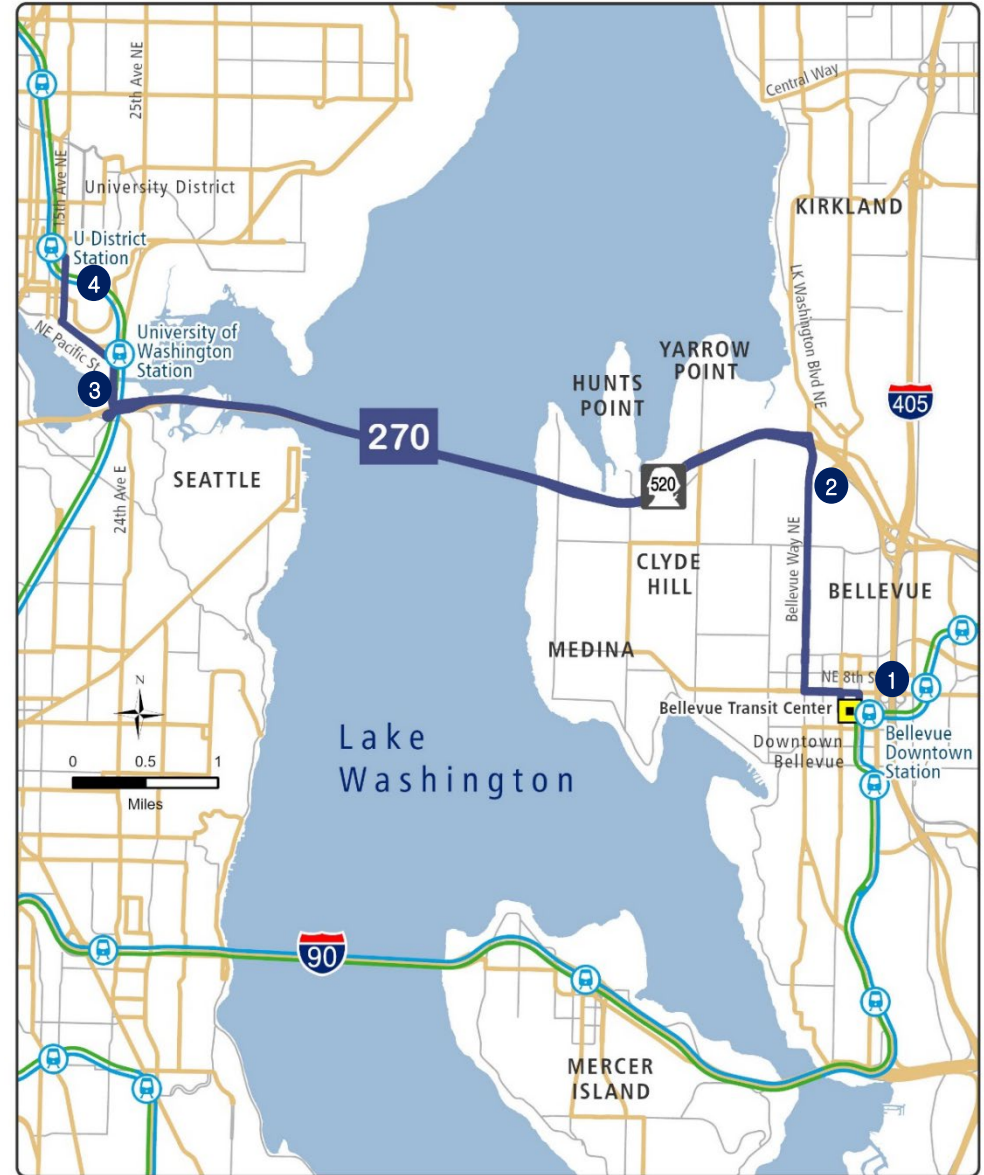 Central Way
25th Ave NE
15th Ave NE
University District
KIRKLAND
U District
Station
4
LK Washington Blvd NE
University of
Washington
Station
NE Pacific St
3
YARROW
POINT
HUNTS
POINT
405
270
SEATTLE
24th Ave E
520
2
Bellevue Way NE
CLYDE
HILL
BELLEVUE
MEDINA
NE 8th S
1
Bellevue Transit Center
Downtown
Bellevue
Bellevue
Downtown
Station
N
0 0.5 1
Miles
Lake
Washington
90
MERCER
ISLAND